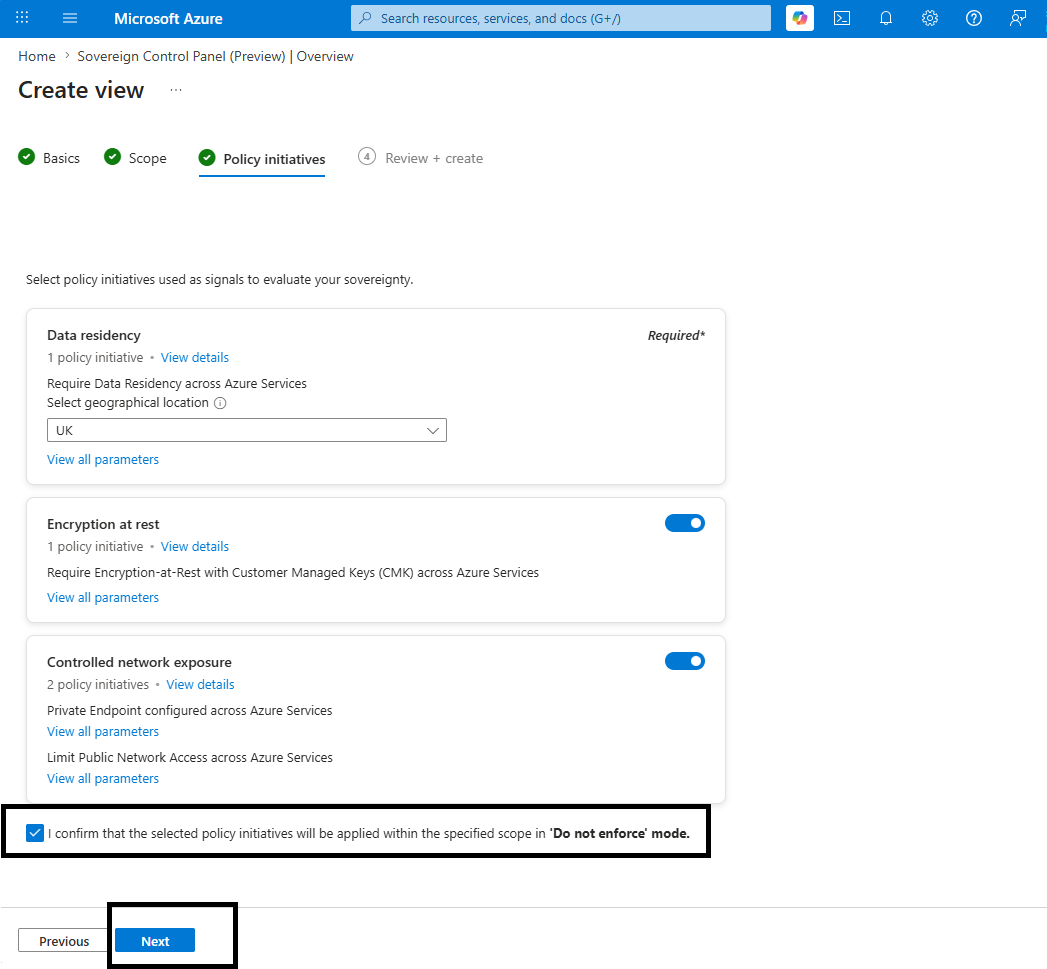 Microsoft Azure
Search resources, services, and docs (G+/)
Home > Sovereign Control Panel (Preview) | Overview
Create view ...
Basics Scope Policy initiatives 4 Review + create
Select policy initiatives used as signals to evaluate your sovereignty.
Data residency Required*
1 policy initiative • View details
Require Data Residency across Azure Services
Select geographical location
UK
View all parameters
Encryption at rest
1 policy initiative • View details
Require Encryption-at-Rest with Customer Managed Keys (CMK) across Azure Services
View all parameters
Controlled network exposure
2 policy initiatives • View details
Private Endpoint configured across Azure Services
View all parameters
Limit Public Network Access across Azure Services
View all parameters
I confirm that the selected policy initiatives will be applied within the specified scope in 'Do not enforce' mode.
Previous Next